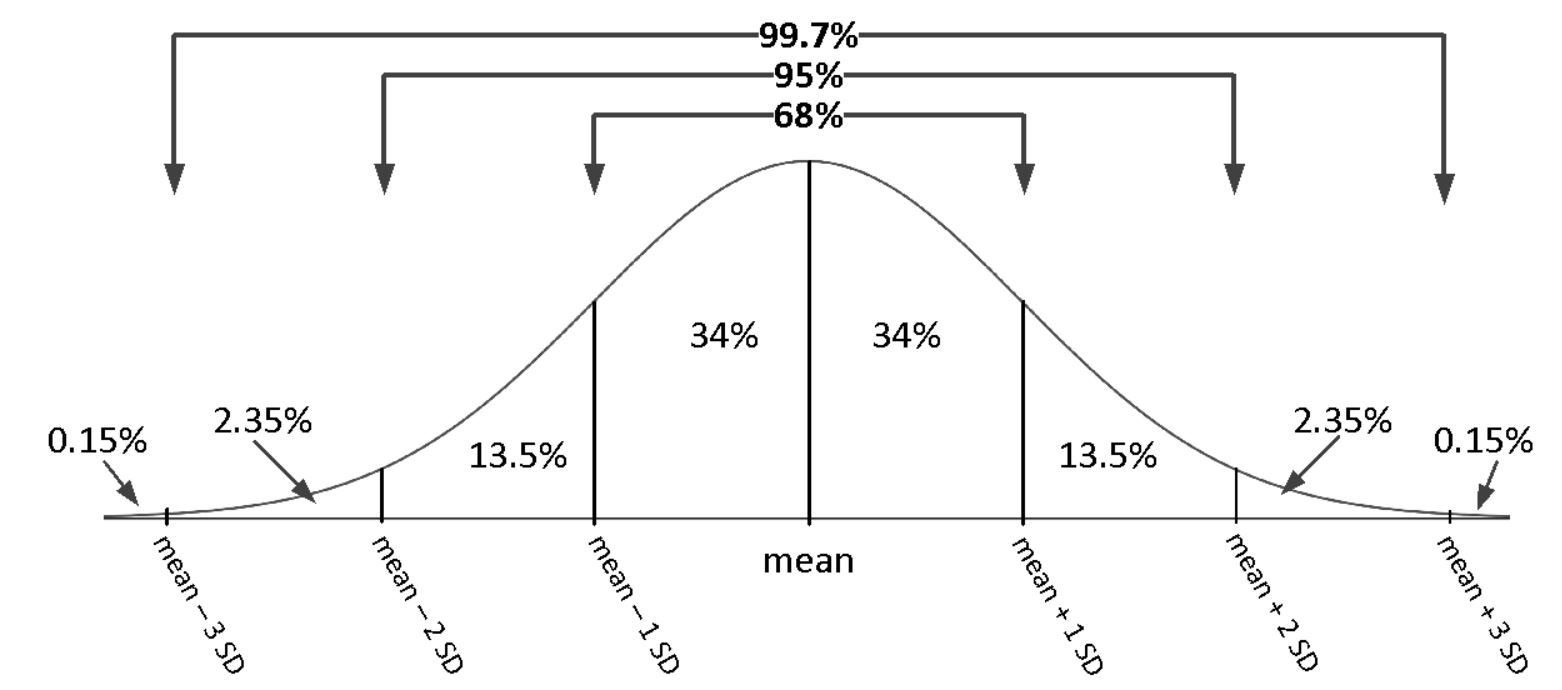 99.7%
95%
68%
34%
34%
0.15%
2.35%
13.5%
13.5%
2.35%
0.15%
mean – 3 SD
mean – 2 SD
mean – 1 SD
mean
mean + 1 SD
mean + 2 SD
mean + 3 SD